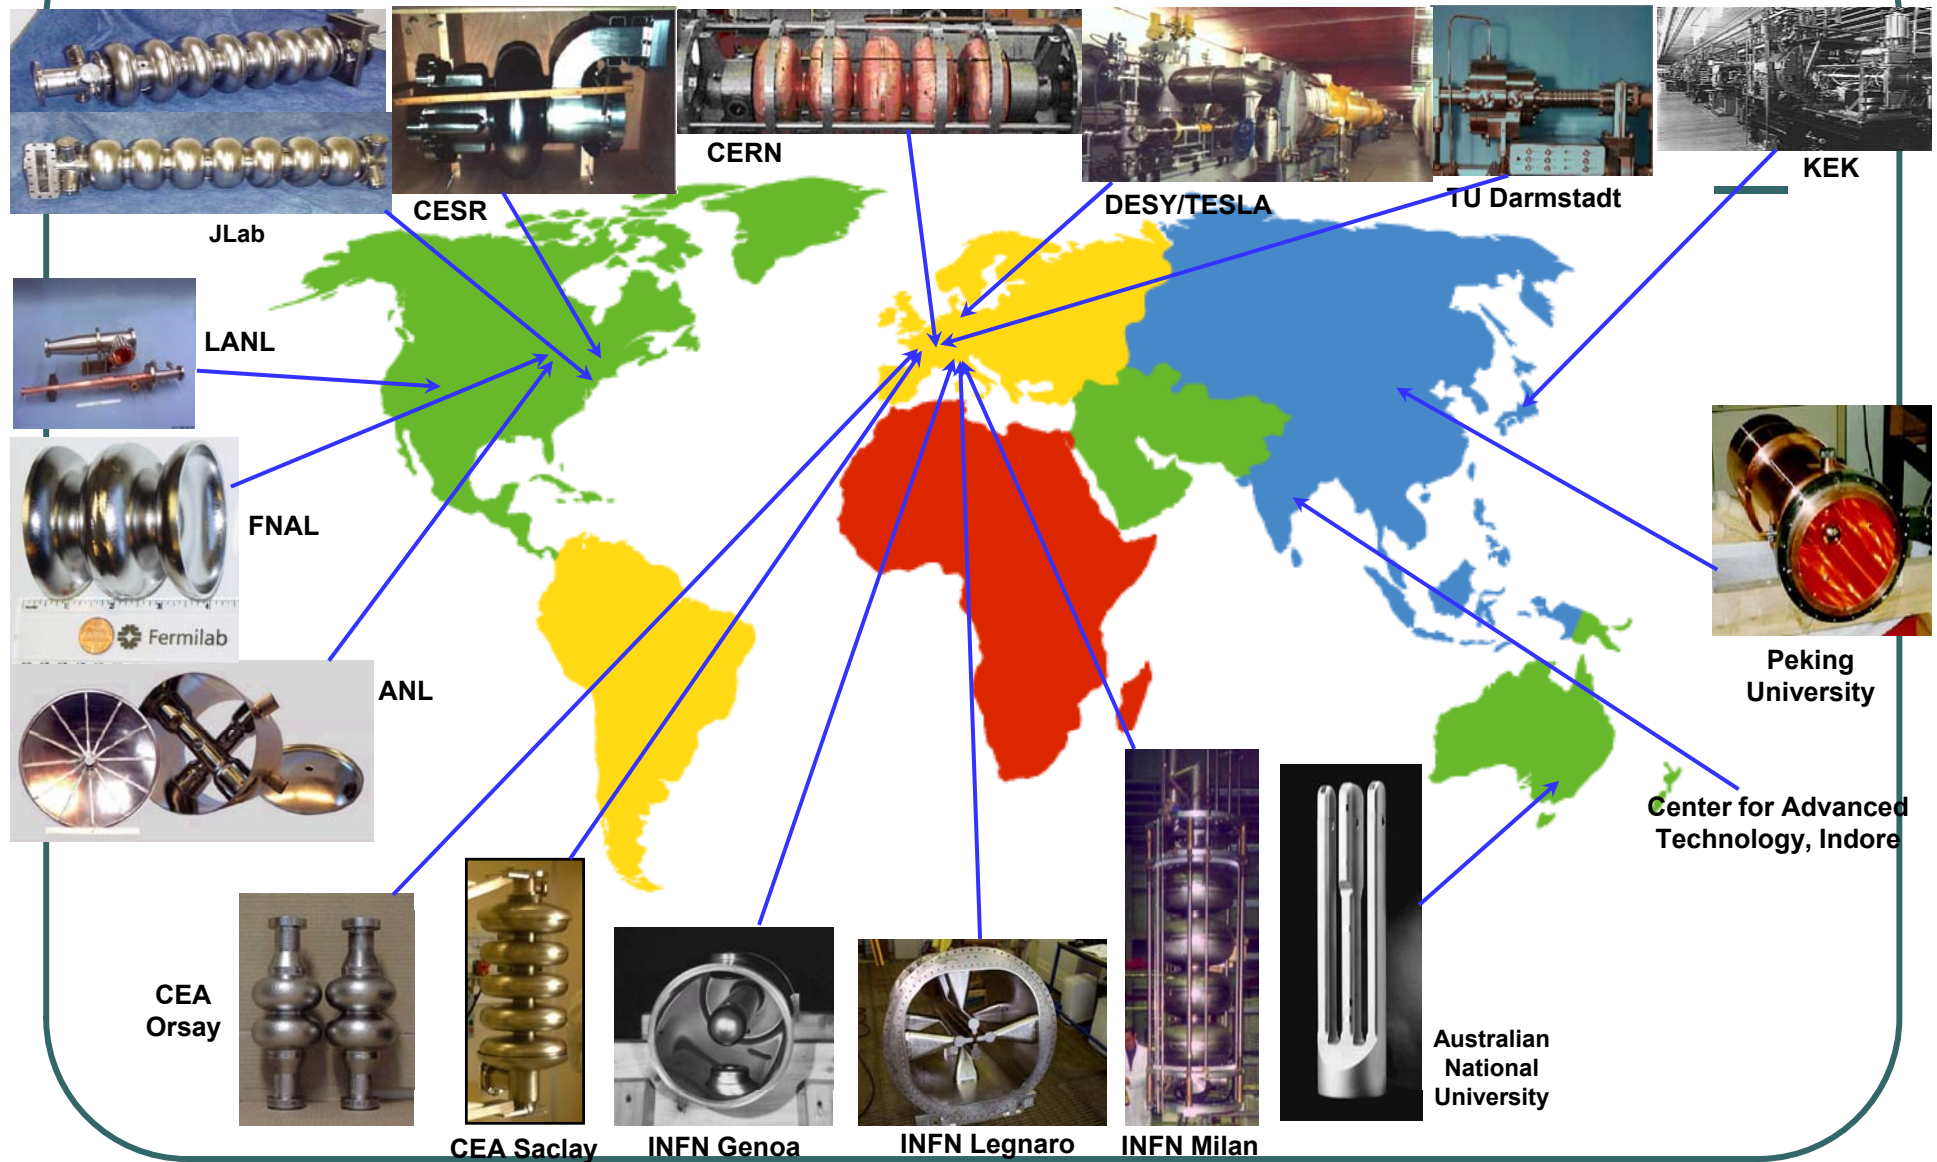 CERN
KEK
DESY/TESLA
TU Darmstadt
CESR
JLab
LANL
FNAL
Fermilab
ANL
Peking
University
Center for Advanced
Technology, Indore
CEA
Orsay
Australian
National
University
CEA Saclay
INFN Genoa
INFN Legnaro
INFN Milan